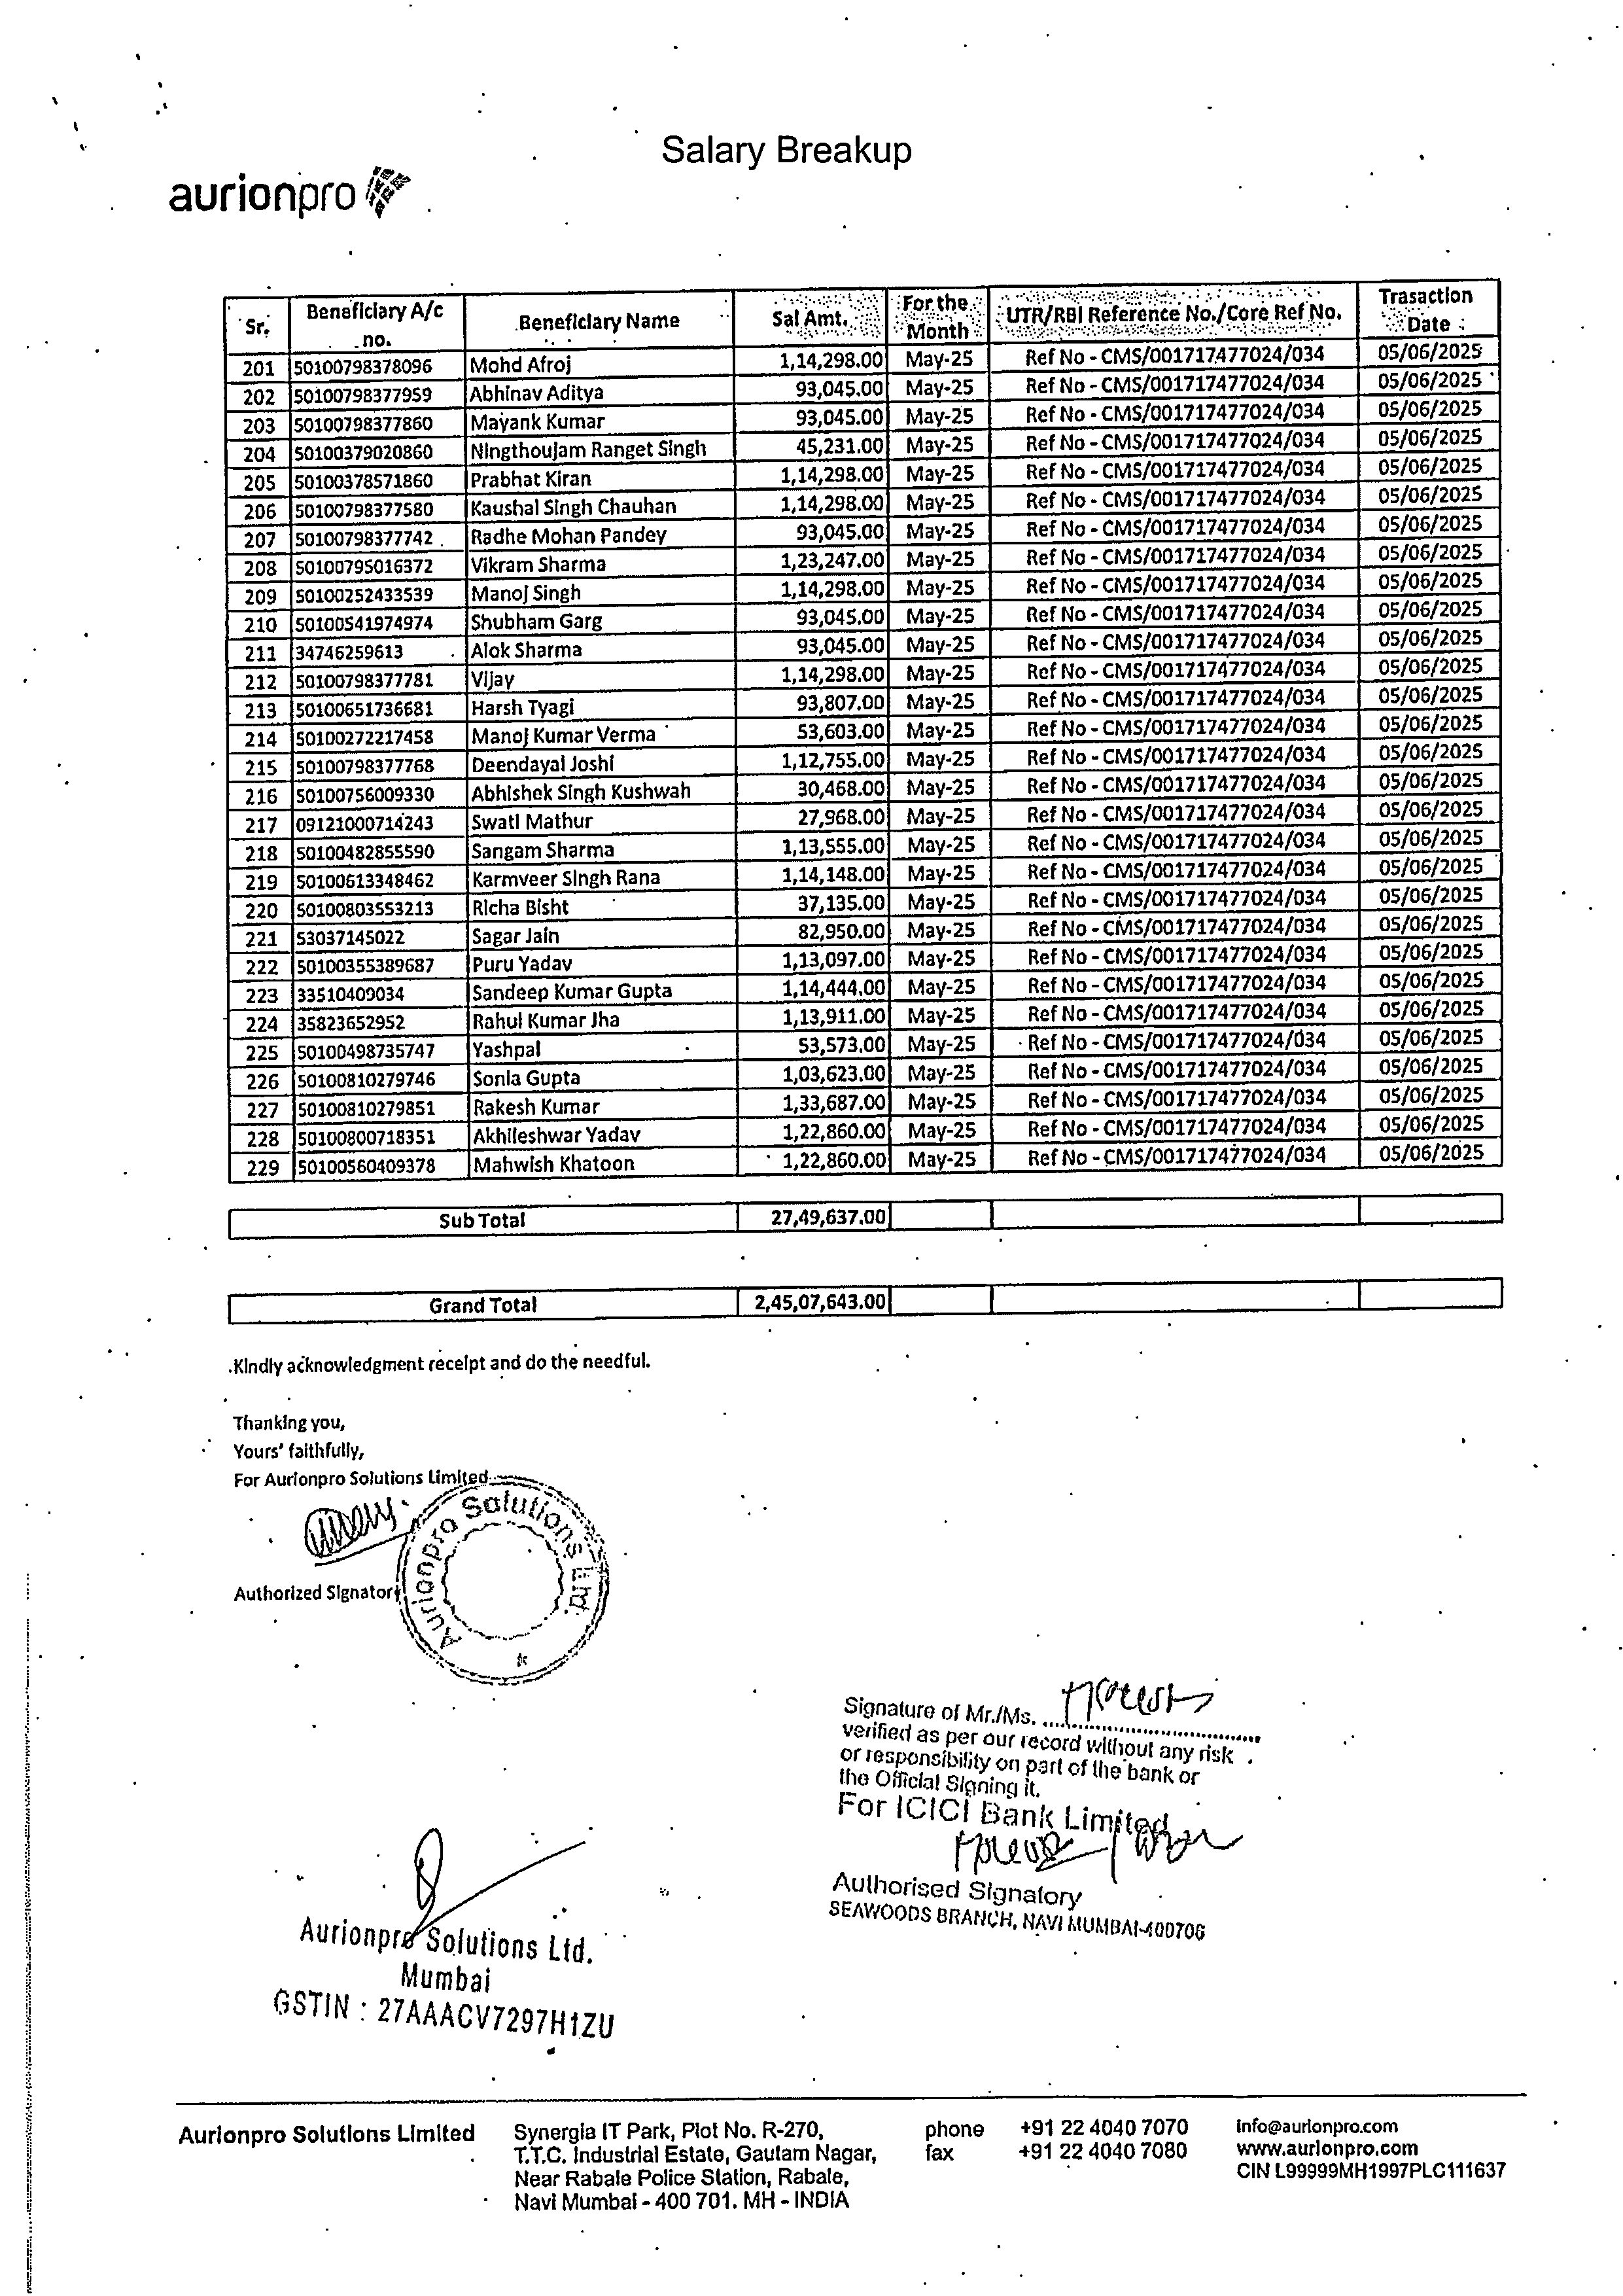 Salary Breakup
aurionpro
Sr. Beneficiary A/c no. Beneficiary Name Sal Amt. For the Month UTR/RBI Reference No./Core Ref No. Trasaction Date
201 50100798378096 Mohd Afroj 1,14,298.00 May-25 Ref No - CMS/001717477024/034 05/06/2025
202 50100798377959 Abhinav Aditya 93,045.00 May-25 Ref No - CMS/001717477024/034 05/06/2025
203 50100798377860 Mayank Kumar 93,045.00 May-25 Ref No - CMS/001717477024/034 05/06/2025
204 50100379020860 Ningthoujam Ranget Singh 45,231.00 May-25 Ref No - CMS/001717477024/034 05/06/2025
205 50100378571860 Prabhat Kiran 1,14,298.00 May-25 Ref No - CMS/001717477024/034 05/06/2025
206 50100798377580 Kaushal Singh Chauhan 1,14,298.00 May-25 Ref No - CMS/001717477024/034 05/06/2025
207 50100798377742 Radhe Mohan Pandey 93,045.00 May-25 Ref No - CMS/001717477024/034 05/06/2025
208 50100795016372 Vikram Sharma 1,23,247.00 May-25 Ref No - CMS/001717477024/034 05/06/2025
209 50100252433539 Manoj Singh 1,14,298.00 May-25 Ref No - CMS/001717477024/034 05/06/2025
210 50100541974974 Shubham Garg 93,045.00 May-25 Ref No - CMS/001717477024/034 05/06/2025
211 34746259613 Alok Sharma 93,045.00 May-25 Ref No - CMS/001717477024/034 05/06/2025
212 50100798377781 Vijay 1,14,298.00 May-25 Ref No - CMS/001717477024/034 05/06/2025
213 50100651736681 Harsh Tyagi 93,807.00 May-25 Ref No - CMS/001717477024/034 05/06/2025
214 50100272217458 Manoj Kumar Verma 53,603.00 May-25 Ref No - CMS/001717477024/034 05/06/2025
215 50100798377768 Deendayal Joshi 1,12,755.00 May-25 Ref No - CMS/001717477024/034 05/06/2025
216 50100756009330 Abhishek Singh Kushwah 30,468.00 May-25 Ref No - CMS/001717477024/034 05/06/2025
217 09121000714243 Swati Mathur 27,968.00 May-25 Ref No - CMS/001717477024/034 05/06/2025
218 50100482855590 Sangam Sharma 1,13,555.00 May-25 Ref No - CMS/001717477024/034 05/06/2025
219 50100613348462 Karmveer Singh Rana 1,14,148.00 May-25 Ref No - CMS/001717477024/034 05/06/2025
220 50100803553213 Richa Bisht 37,135.00 May-25 Ref No - CMS/001717477024/034 05/06/2025
221 53037145022 Sagar Jain 82,950.00 May-25 Ref No - CMS/001717477024/034 05/06/2025
222 50100355389687 Puru Yadav 1,13,097.00 May-25 Ref No - CMS/001717477024/034 05/06/2025
223 33510409034 Sandeep Kumar Gupta 1,14,444.00 May-25 Ref No - CMS/001717477024/034 05/06/2025
224 35823652952 Rahul Kumar Jha 1,13,911.00 May-25 Ref No - CMS/001717477024/034 05/06/2025
225 50100498735747 Yashpal 53,573.00 May-25 Ref No - CMS/001717477024/034 05/06/2025
226 50100810279746 Sonia Gupta 1,03,623.00 May-25 Ref No - CMS/001717477024/034 05/06/2025
227 50100810279851 Rakesh Kumar 1,33,687.00 May-25 Ref No - CMS/001717477024/034 05/06/2025
228 50100800718351 Akhileshwar Yadav 1,22,860.00 May-25 Ref No - CMS/001717477024/034 05/06/2025
229 50100560409378 Mahwish Khatoon 1,22,860.00 May-25 Ref No - CMS/001717477024/034 05/06/2025
Sub Total 27,49,637.00
Grand Total 2,45,07,643.00
Kindly acknowledgment receipt and do the needful.
Thanking you,
Yours' faithfully,
For Aurionpro Solutions Limited
Aurionpro Solutions Ltd.
Authorized Signatory
Signature of Mr./Ms.
verified as per our record without any risk
or responsibility on part of the bank or
the Official Signing it.
For ICICI Bank Limited
Authorised Signatory
SEAWOODS BRANCH, NAVI MUMBAI-400706
Aurionpro Solutions Ltd.
Mumbai
GSTIN : 27AAACV7297H1ZU
Aurionpro Solutions Limited Synergia IT Park, Plot No. R-270, phone +91 22 4040 7070 info@aurionpro.com
T.T.C. Industrial Estate, Gautam Nagar, fax +91 22 4040 7080 www.aurionpro.com
Near Rabale Police Station, Rabale, CIN L99999MH1997PLC111637
Navi Mumbai - 400 701. MH - INDIA